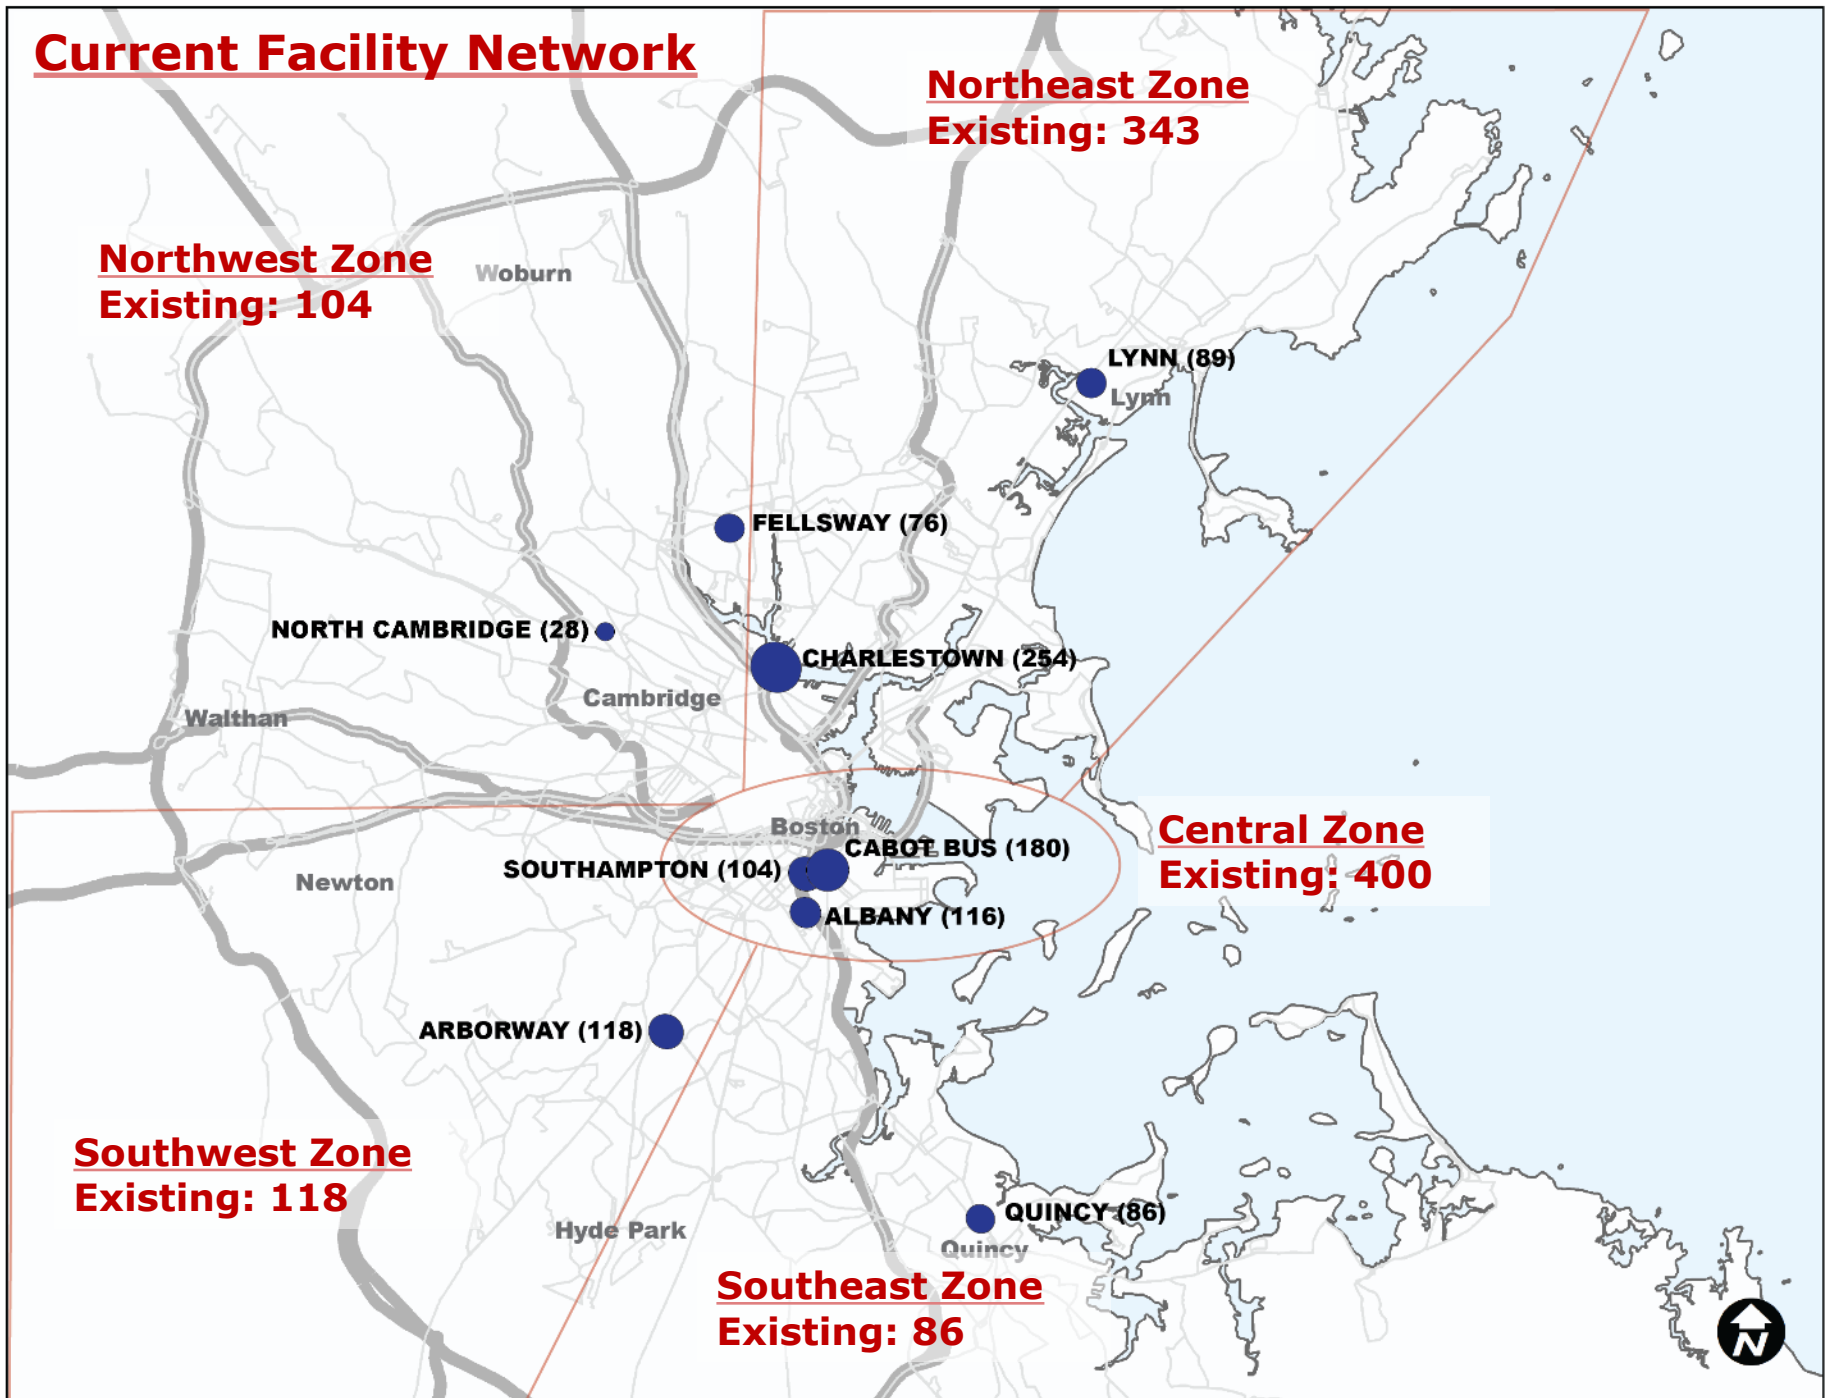 Current Facility Network
Northeast Zone
Existing: 343
Northwest Zone
Existing: 104
Woburn
LYNN (89)
Lynn
FELLSWAY (76)
NORTH CAMBRIDGE (28)
CHARLESTOWN (254)
Cambridge
Walthan
Boston
Central Zone
Existing: 400
CABOT BUS (180)
SOUTHAMPTON (104)
Newton
ALBANY (116)
ARBORWAY (118)
Southwest Zone
Existing: 118
QUINCY (86)
Hyde Park
Quincy
Southeast Zone
Existing: 86
N